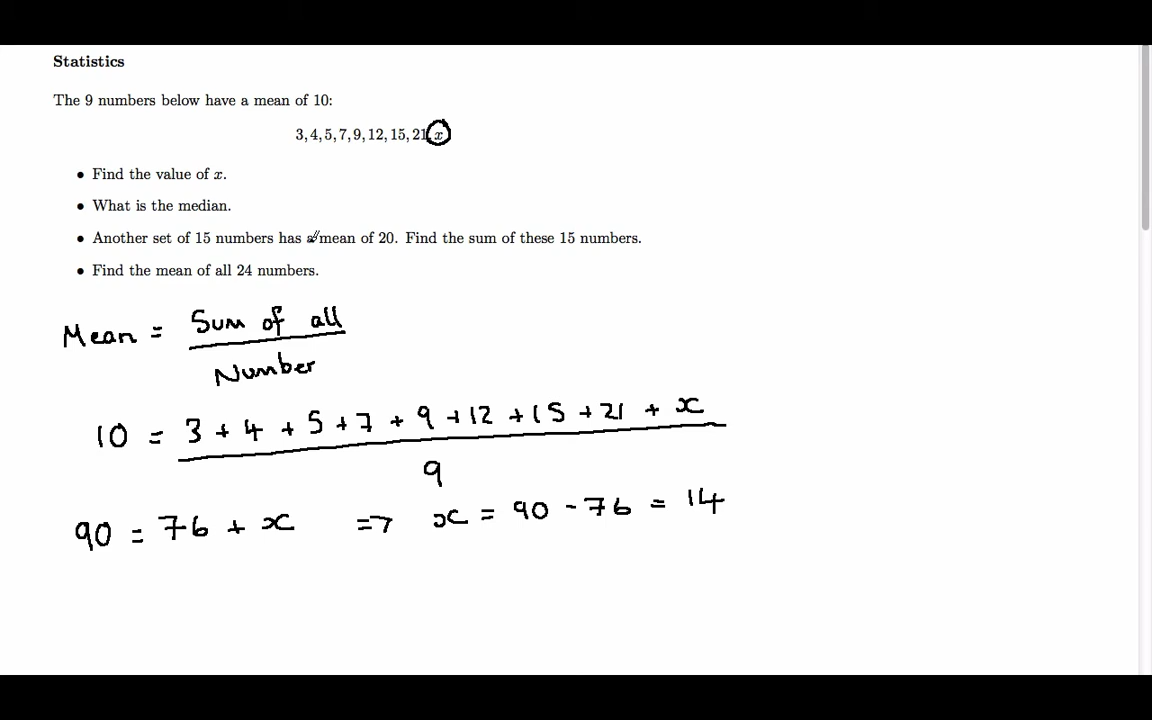 Statistics
The 9 numbers below have a mean of 10:
3, 4, 5, 7, 9, 12, 15, 21, x
• Find the value of x.
• What is the median.
• Another set of 15 numbers has a mean of 20. Find the sum of these 15 numbers.
• Find the mean of all 24 numbers.
Mean = Sum of all
Number
10 = 3 + 4 + 5 + 7 + 9 + 12 + 15 + 21 + x
9
90 = 76 + x => x = 90 - 76 = 14